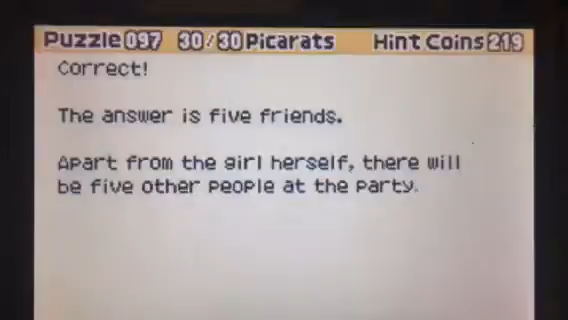 Puzzle 097 30/30 Picarats Hint Coins 219
Correct!
The answer is five friends.
Apart from the girl herself, there will
be five other people at the party.